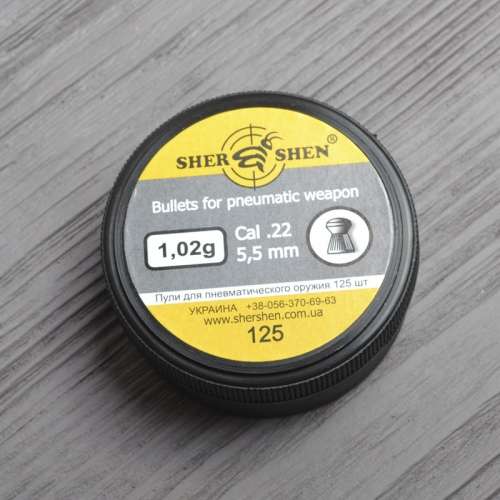 SHER SHEN®
Bullets for pneumatic weapon
1,02g
Cal .22
5,5 mm
Пули для пневматического оружия 125 шт
УКРАИНА +38-056-370-69-63
www.shershen.com.ua
125